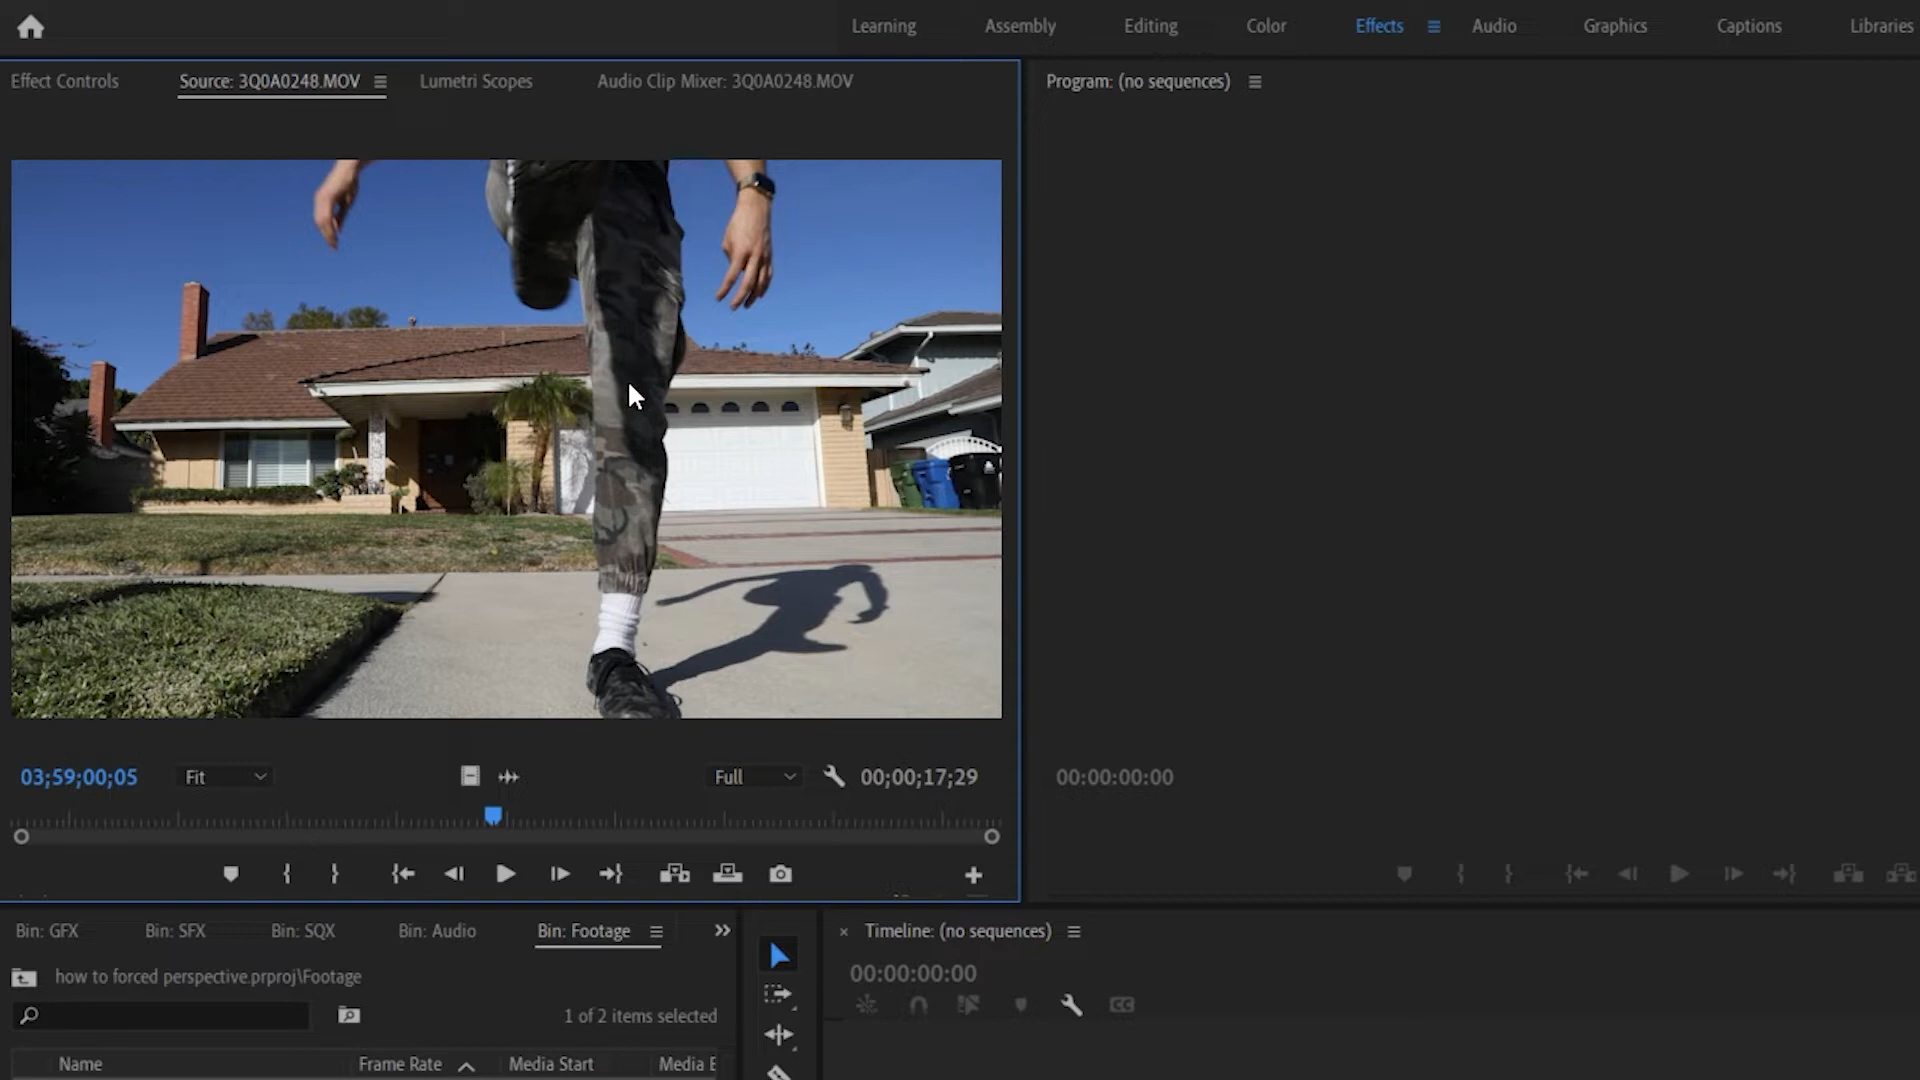 Learning Assembly Editing Color Effects Audio Graphics Captions Libraries
Effect Controls Source: 3Q0A0248.MOV Lumetri Scopes Audio Clip Mixer: 3Q0A0248.MOV
Program: (no sequences)
03;59;00;05 Fit Full 00;00;17;29
00:00:00:00
Bin: GFX Bin: SFX Bin: SQX Bin: Audio Bin: Footage
how to forced perspective.prproj\Footage
1 of 2 items selected
Name Frame Rate Media Start Media E
× Timeline: (no sequences)
00:00:00:00
CC